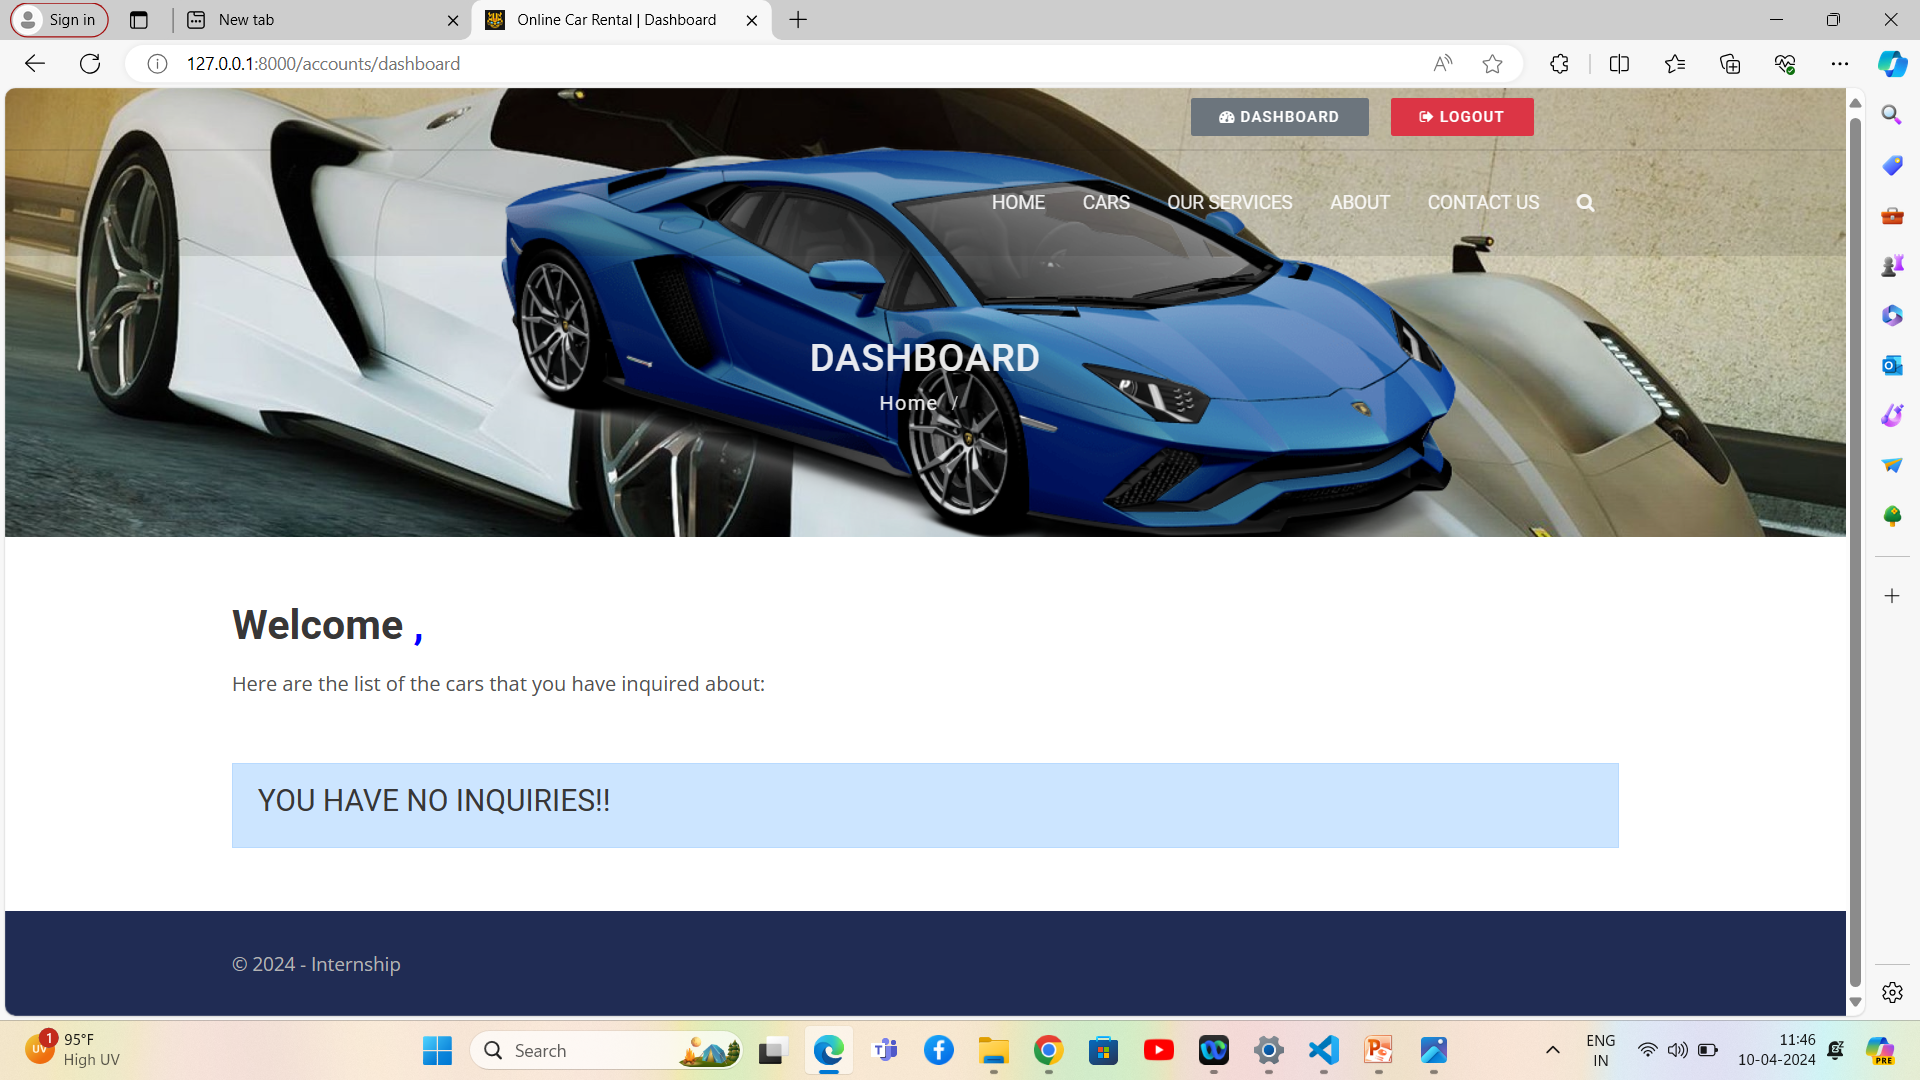 Sign in
New tab
Online Car Rental | Dashboard
127.0.0.1:8000/accounts/dashboard
DASHBOARD
LOGOUT
HOME
CARS
OUR SERVICES
ABOUT
CONTACT US
DASHBOARD
Home /
Welcome ,
Here are the list of the cars that you have inquired about:
YOU HAVE NO INQUIRIES!!
© 2024 - Internship
1
UV
95°F
High UV
Search
ENG
IN
11:46
10-04-2024
PRE